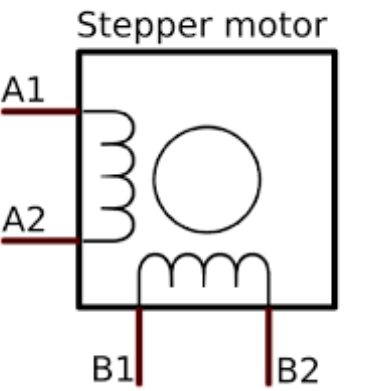 Stepper motor
A1
A2
B1
B2